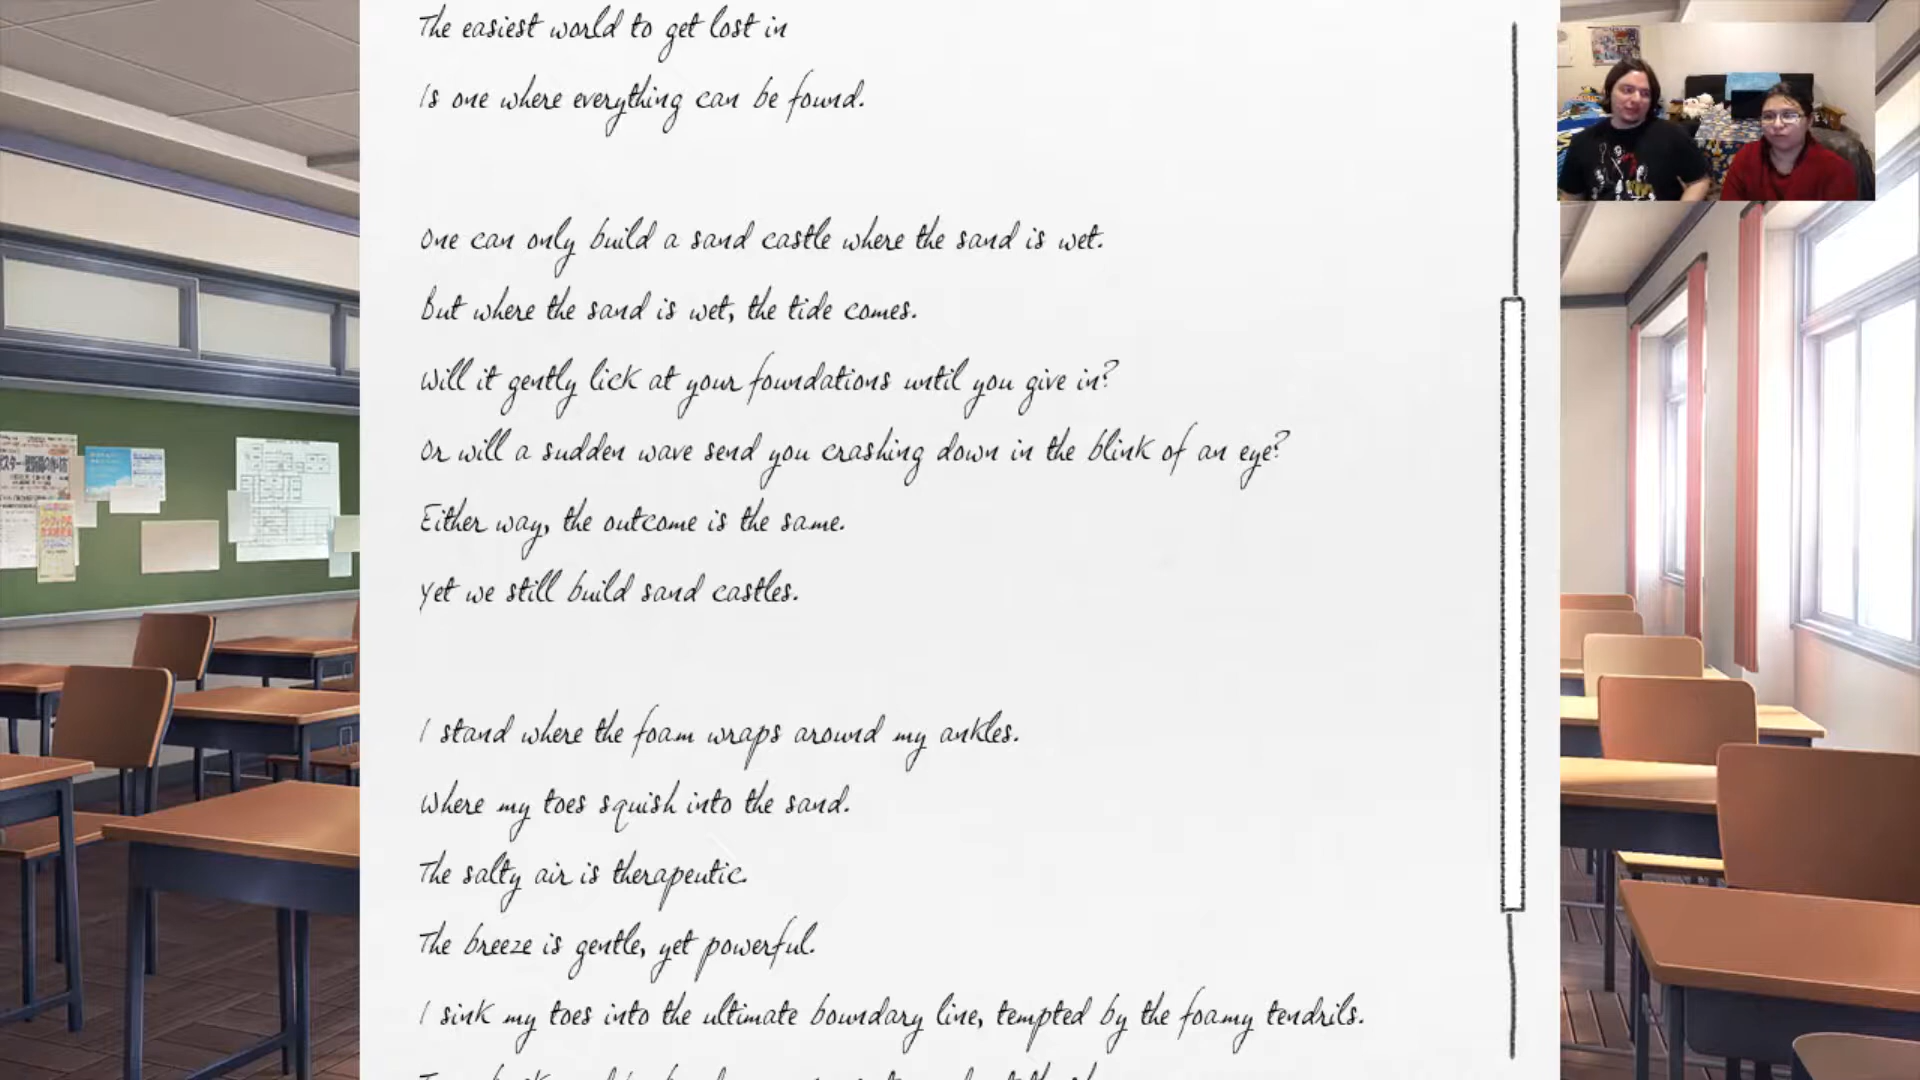 The easiest world to get lost in
Is one where everything can be found.
One can only build a sand castle where the sand is wet.
But where the sand is wet, the tide comes.
Will it gently lick at your foundations until you give in?
Or will a sudden wave send you crashing down in the blink of an eye?
Either way, the outcome is the same.
Yet we still build sand castles.
I stand where the foam wraps around my ankles.
Where my toes squish into the sand.
The salty air is therapeutic.
The breeze is gentle, yet powerful.
I sink my toes into the ultimate boundary line, tempted by the foamy tendrils.